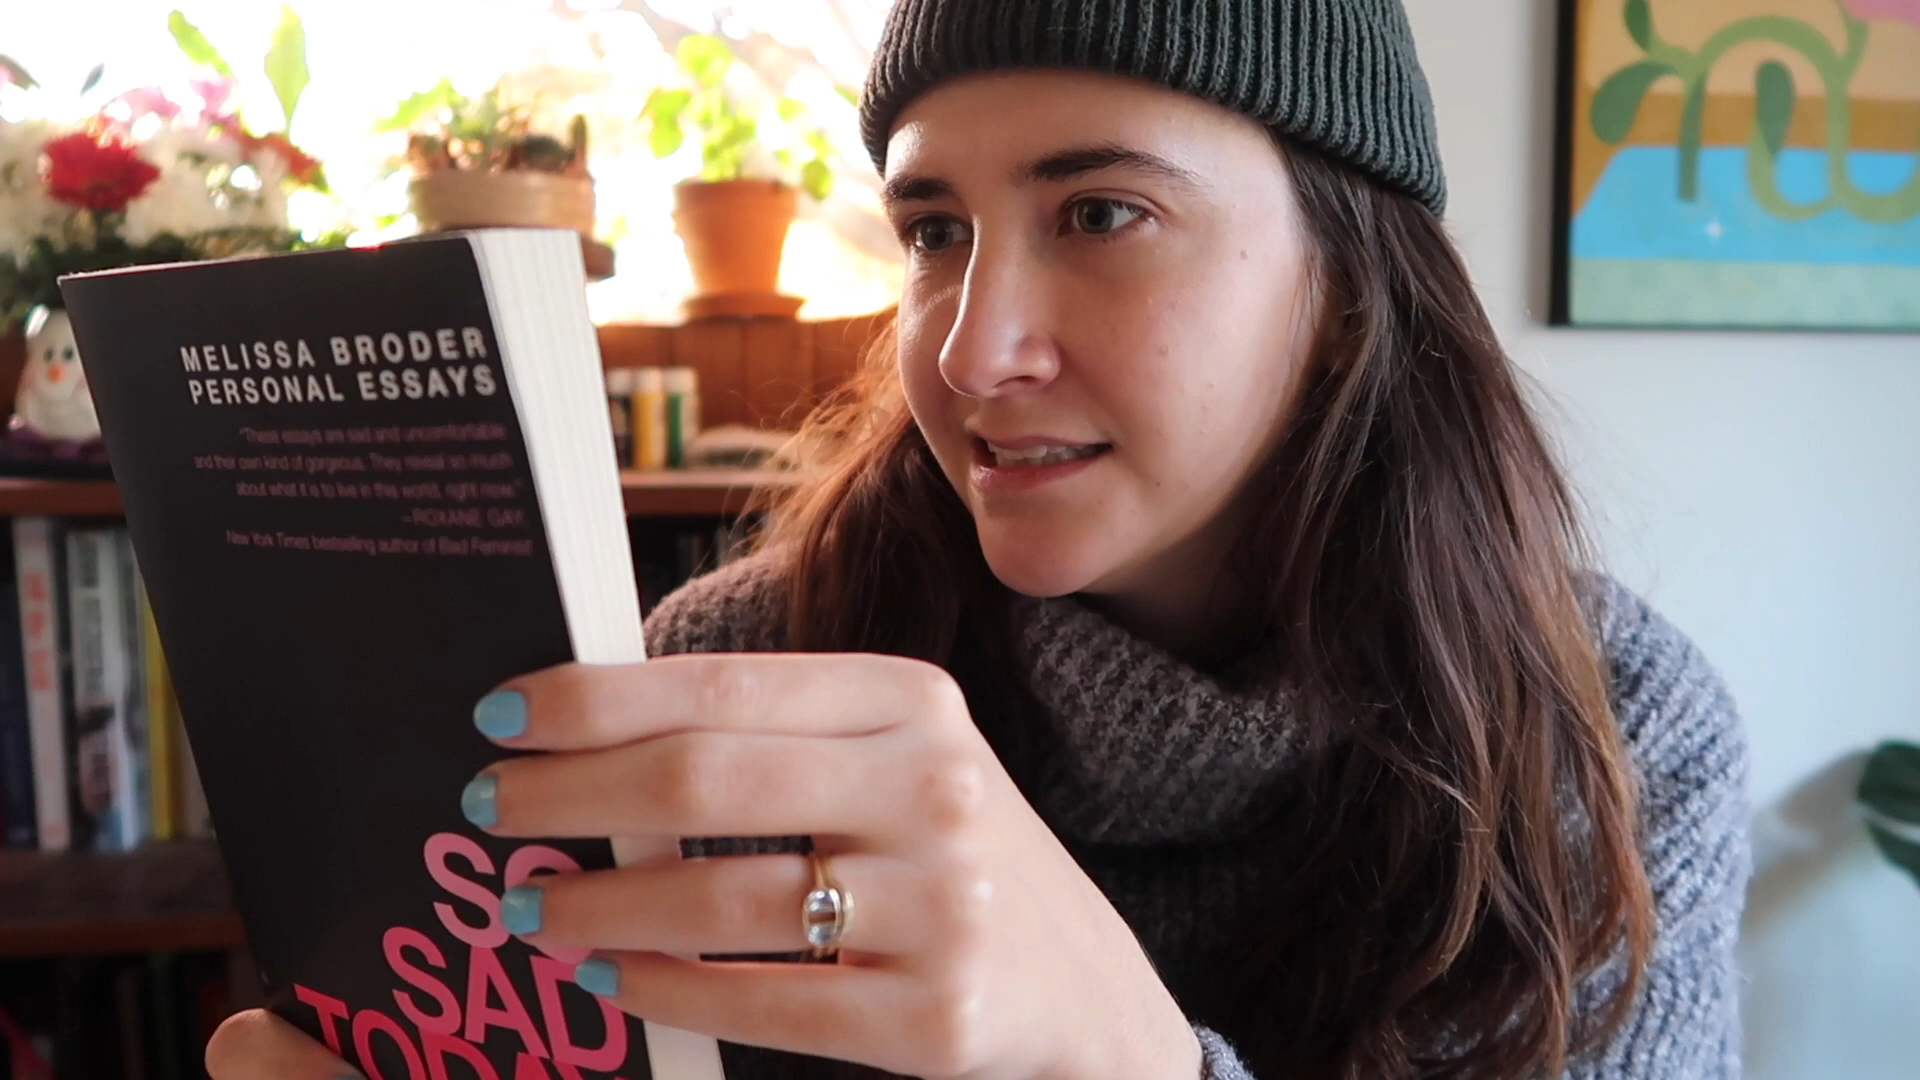 MELISSA BRODER
PERSONAL ESSAYS
"These essays are sad and uncomfortable
and their own kind of gorgeous. They reveal so much
about what it is to live in this world, right now."
—ROXANE GAY,
New York Times bestselling author of Bad Feminist
SO
SAD
TODAY